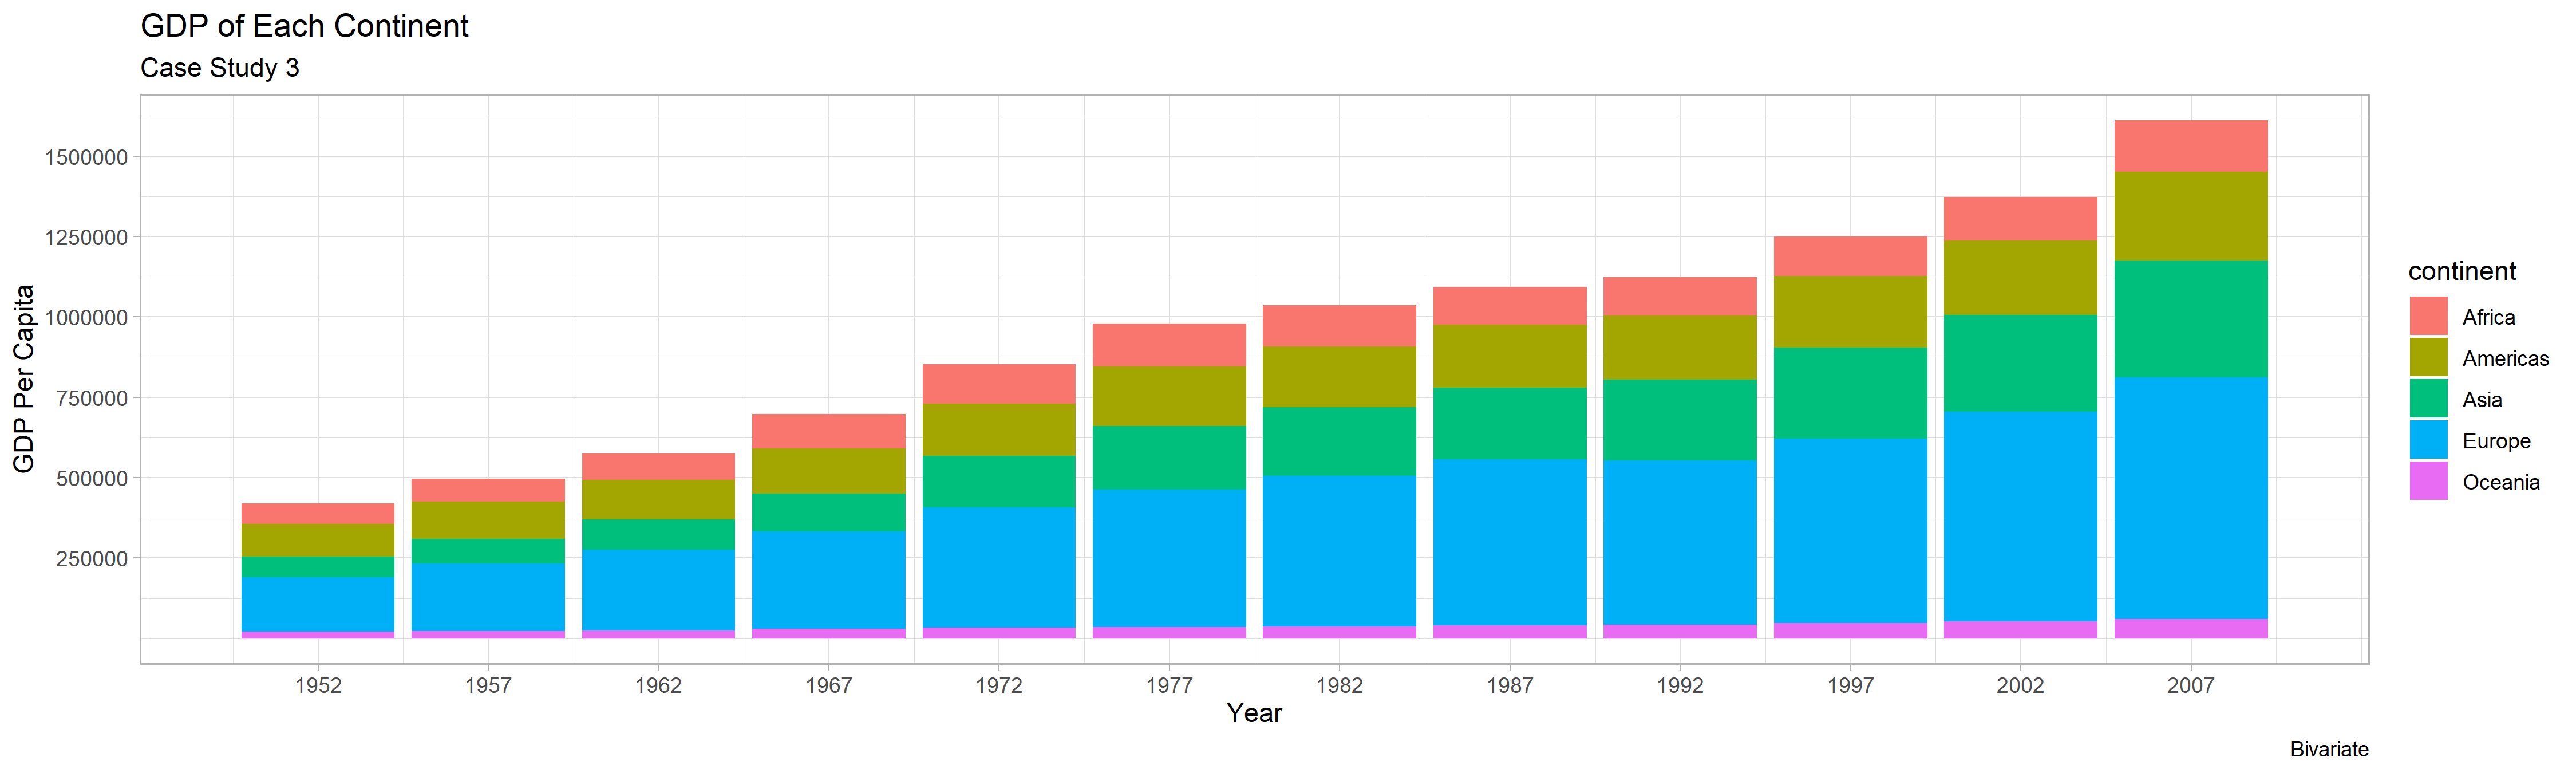 GDP of Each Continent
Case Study 3
GDP Per Capita
1500000
1250000
1000000
750000
500000
250000
1952 1957 1962 1967 1972 1977 1982 1987 1992 1997 2002 2007
Year
continent
Africa
Americas
Asia
Europe
Oceania
Bivariate